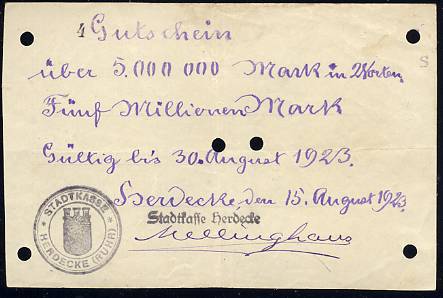 4 Gutschein
über 5.000 000 Mark in Worten
Fünf Millionen Mark
Gültig bis 30. August 1923.
Herdecke, den 15. August 1923
Stadtkasse Herdecke
Mellinghaus
* STADTKASSE *
HERDECKE (RUHR)
S